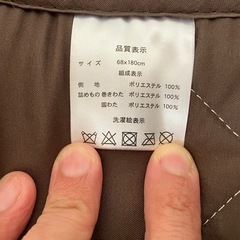 品質表示
サイズ 68x180cm
組成表示
側地 ポリエステル 100%
詰めもの 巻きわた ポリエステル 100%
固わた ポリエステル 100%
洗濯絵表示